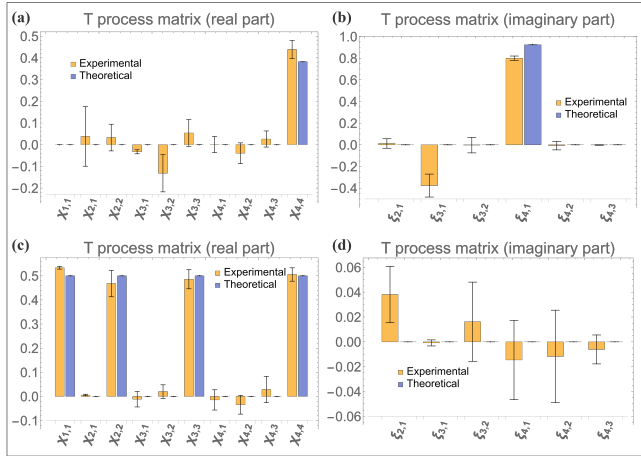 (a)
T process matrix (real part)
0.5
0.4
0.3
0.2
0.1
0.0
−0.1
−0.2
Experimental
Theoretical
χ1,1 χ2,1 χ2,2 χ3,1 χ3,2 χ3,3 χ4,1 χ4,2 χ4,3 χ4,4
(b)
T process matrix (imaginary part)
1.0
0.8
0.6
0.4
0.2
0.0
−0.2
−0.4
Experimental
Theoretical
ξ2,1 ξ3,1 ξ3,2 ξ4,1 ξ4,2 ξ4,3
(c)
T process matrix (real part)
0.5
0.4
0.3
0.2
0.1
0.0
−0.1
Experimental
Theoretical
χ1,1 χ2,1 χ2,2 χ3,1 χ3,2 χ3,3 χ4,1 χ4,2 χ4,3 χ4,4
(d)
T process matrix (imaginary part)
0.06
0.04
0.02
0.00
−0.02
−0.04
−0.06
Experimental
Theoretical
ξ2,1 ξ3,1 ξ3,2 ξ4,1 ξ4,2 ξ4,3